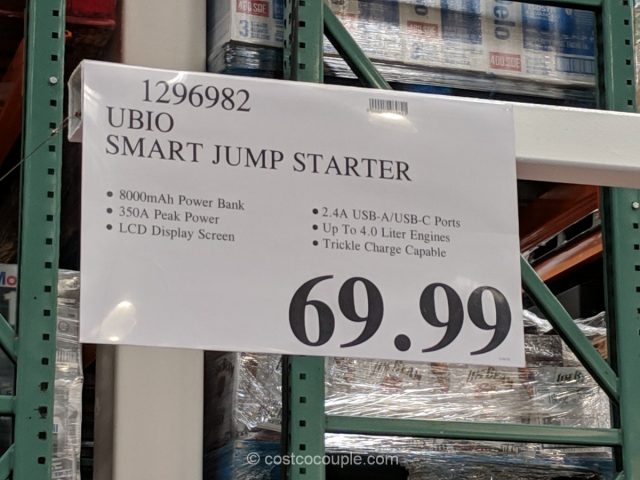 1296982
UBIO
SMART JUMP STARTER
• 8000mAh Power Bank
• 350A Peak Power
• LCD Display Screen
• 2.4A USB-A/USB-C Ports
• Up To 4.0 Liter Engines
• Trickle Charge Capable
69.99
© costcocouple.com